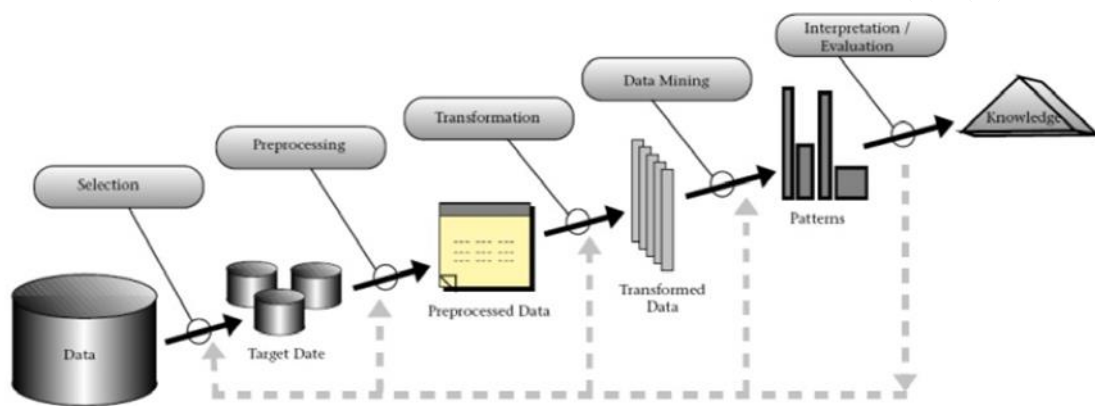 Interpretation /
Evaluation
Data Mining
Knowledge
Transformation
Preprocessing
Patterns
Selection
Transformed
Data
Preprocessed Data
Target Date
Data